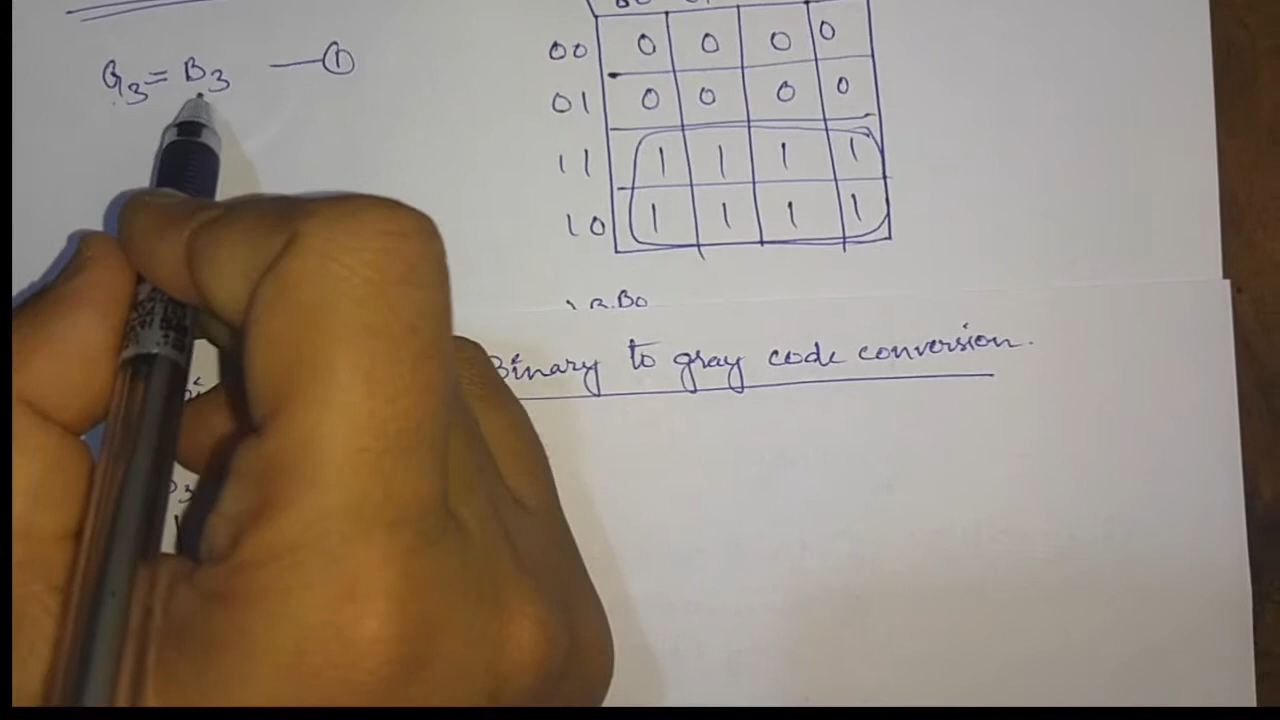 G3 = B3 —①
00 0 0 0 0
01 0 0 0 0
11 1 1 1 1
10 1 1 1 1
Binary to gray code conversion.